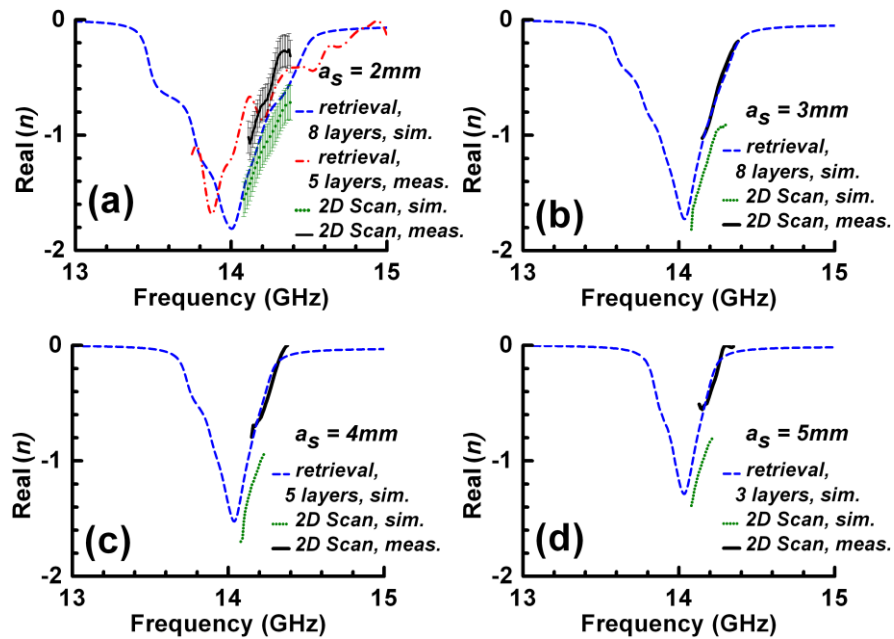 0
-1
-2
Real (n)
a_s = 2mm
retrieval,
8 layers, sim.
retrieval,
5 layers, meas.
2D Scan, sim.
2D Scan, meas.
(a)
13 14 15
Frequency (GHz)
0
-1
-2
Real (n)
a_s = 3mm
retrieval,
8 layers, sim.
2D Scan, sim.
2D Scan, meas.
(b)
13 14 15
Frequency (GHz)
0
-1
-2
Real (n)
a_s = 4mm
retrieval,
5 layers, sim.
2D Scan, sim.
2D Scan, meas.
(c)
13 14 15
Frequency (GHz)
0
-1
-2
Real (n)
a_s = 5mm
retrieval,
3 layers, sim.
2D Scan, sim.
2D Scan, meas.
(d)
13 14 15
Frequency (GHz)